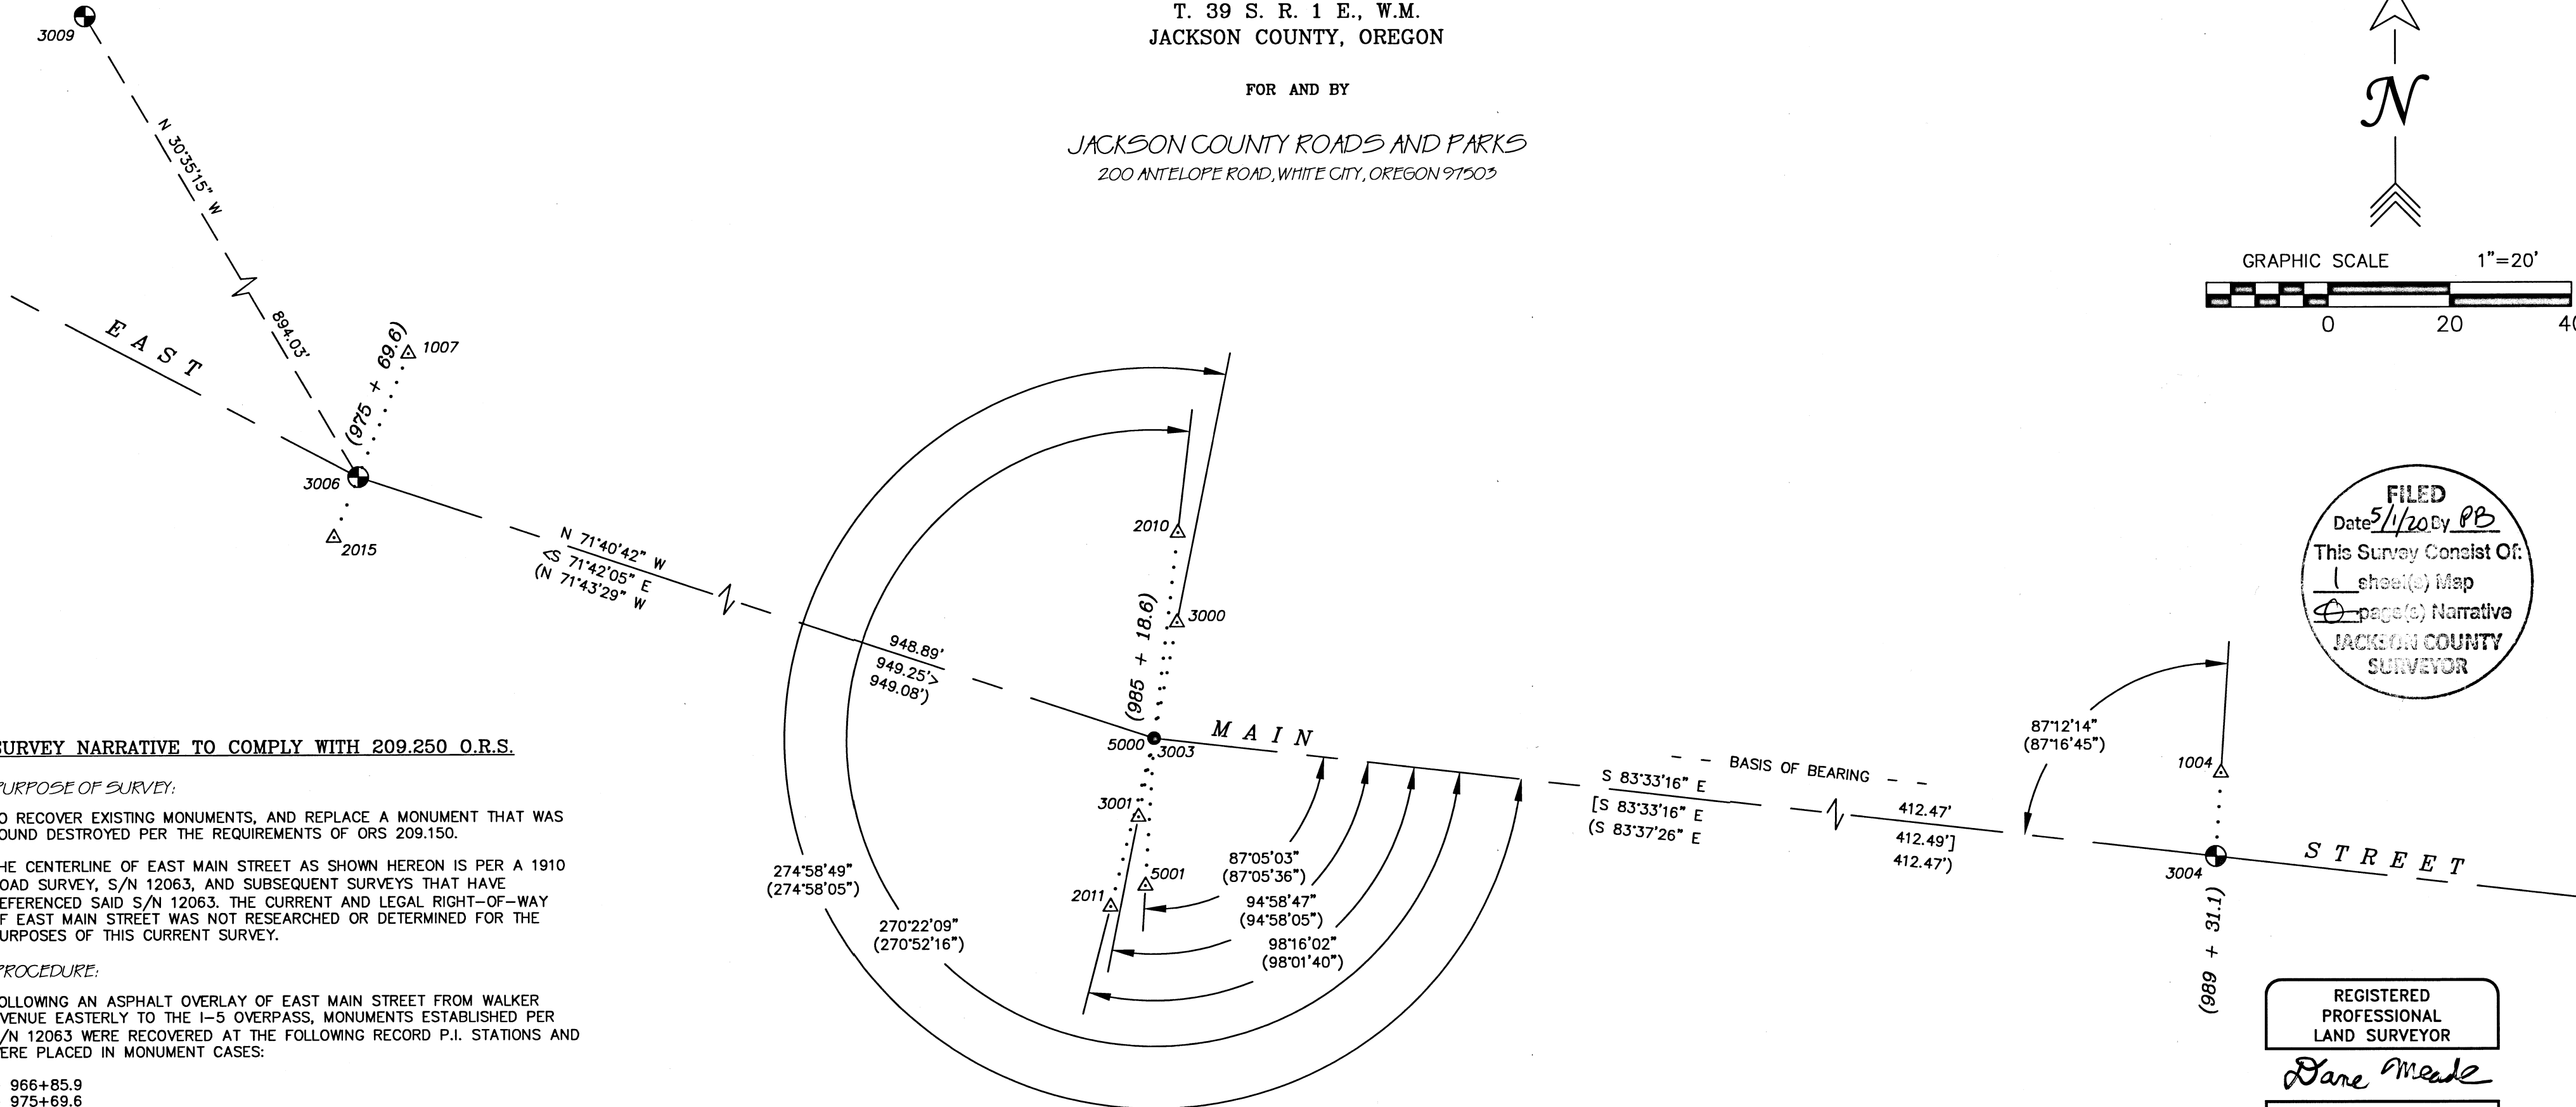 T. 39 S. R. 1 E., W.M.
JACKSON COUNTY, OREGON
FOR AND BY
JACKSON COUNTY ROADS AND PARKS
200 ANTELOPE ROAD, WHITE CITY, OREGON 97503
N
GRAPHIC SCALE 1"=20'
0 20
3009
N 30°35'15" W
894.03'
EAST
(975 + 69.6)
1007
3006
2015
N 71°40'42" W
<S 71°42'05" E
(N 71°43'29" W
948.89'
949.25'>
949.08')
2010
3000
(985 + 18.6)
5000
3003
MAIN
3001
5001
2011
274°58'49"
(274°58'05")
270°22'09"
(270°52'16")
87°05'03"
(87°05'36")
94°58'47"
(94°58'05")
98°16'02"
(98°01'40")
- - BASIS OF BEARING - -
S 83°33'16" E
[S 83°33'16" E
(S 83°37'26" E
412.47'
412.49']
412.47')
87°12'14"
(87°16'45")
1004
3004
STREET
(989 + 31.1)
FILED
Date 5/1/20 By PB
This Survey Consist Of:
1 sheet(s) Map
0 page(s) Narrative
JACKSON COUNTY
SURVEYOR
REGISTERED
PROFESSIONAL
LAND SURVEYOR
Dane Meade
SURVEY NARRATIVE TO COMPLY WITH 209.250 O.R.S.
PURPOSE OF SURVEY:
TO RECOVER EXISTING MONUMENTS, AND REPLACE A MONUMENT THAT WAS
FOUND DESTROYED PER THE REQUIREMENTS OF ORS 209.150.
THE CENTERLINE OF EAST MAIN STREET AS SHOWN HEREON IS PER A 1910
ROAD SURVEY, S/N 12063, AND SUBSEQUENT SURVEYS THAT HAVE
REFERENCED SAID S/N 12063. THE CURRENT AND LEGAL RIGHT-OF-WAY
OF EAST MAIN STREET WAS NOT RESEARCHED OR DETERMINED FOR THE
PURPOSES OF THIS CURRENT SURVEY.
PROCEDURE:
FOLLOWING AN ASPHALT OVERLAY OF EAST MAIN STREET FROM WALKER
AVENUE EASTERLY TO THE I-5 OVERPASS, MONUMENTS ESTABLISHED PER
S/N 12063 WERE RECOVERED AT THE FOLLOWING RECORD P.I. STATIONS AND
WERE PLACED IN MONUMENT CASES:
966+85.9
975+69.6